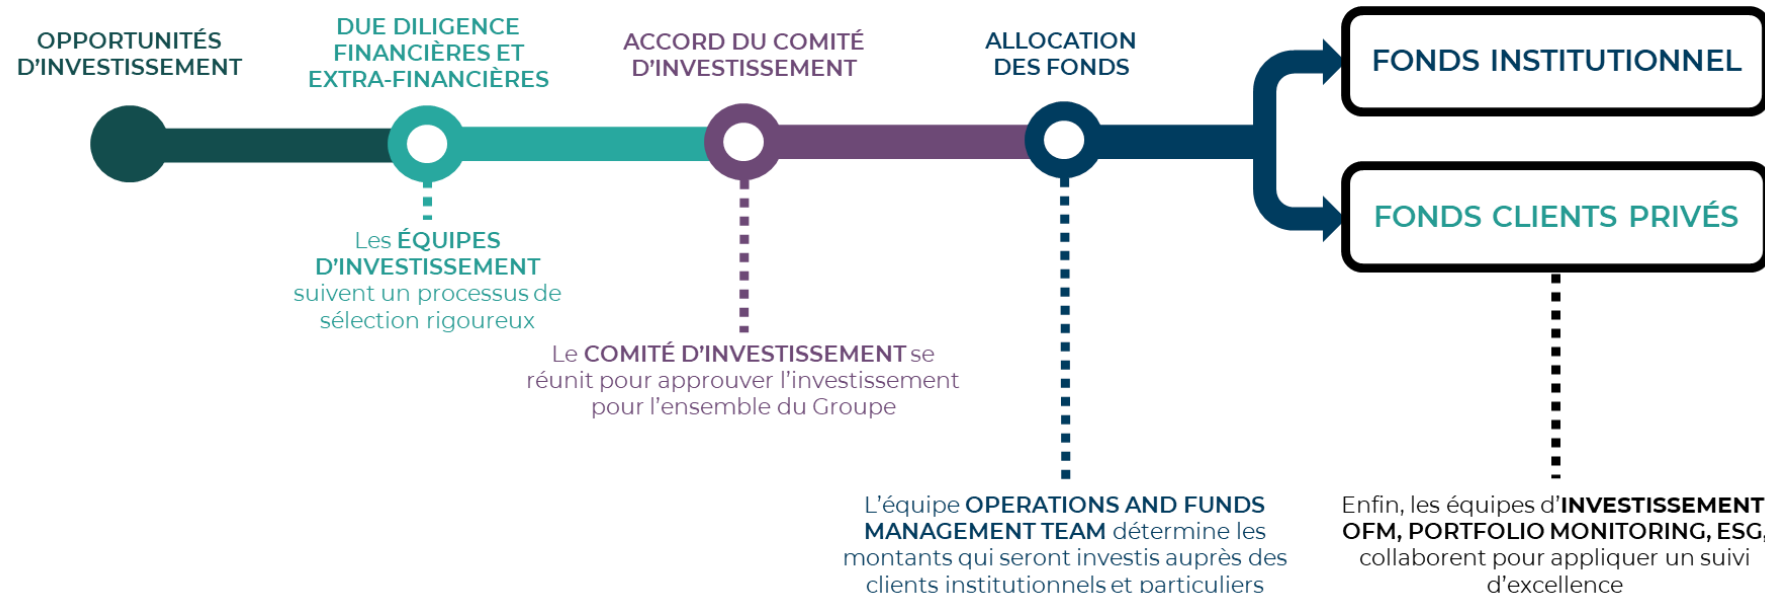 OPPORTUNITÉS
D'INVESTISSEMENT
DUE DILIGENCE
FINANCIÈRES ET
EXTRA-FINANCIÈRES
ACCORD DU COMITÉ
D'INVESTISSEMENT
ALLOCATION
DES FONDS
FONDS INSTITUTIONNEL
FONDS CLIENTS PRIVÉS
Les ÉQUIPES
D'INVESTISSEMENT
suivent un processus de
sélection rigoureux
Le COMITÉ D'INVESTISSEMENT se
réunit pour approuver l'investissement
pour l'ensemble du Groupe
L'équipe OPERATIONS AND FUNDS
MANAGEMENT TEAM détermine les
montants qui seront investis auprès des
clients institutionnels et particuliers
Enfin, les équipes d'INVESTISSEMENT
OFM, PORTFOLIO MONITORING, ESG,
collaborent pour appliquer un suivi
d'excellence